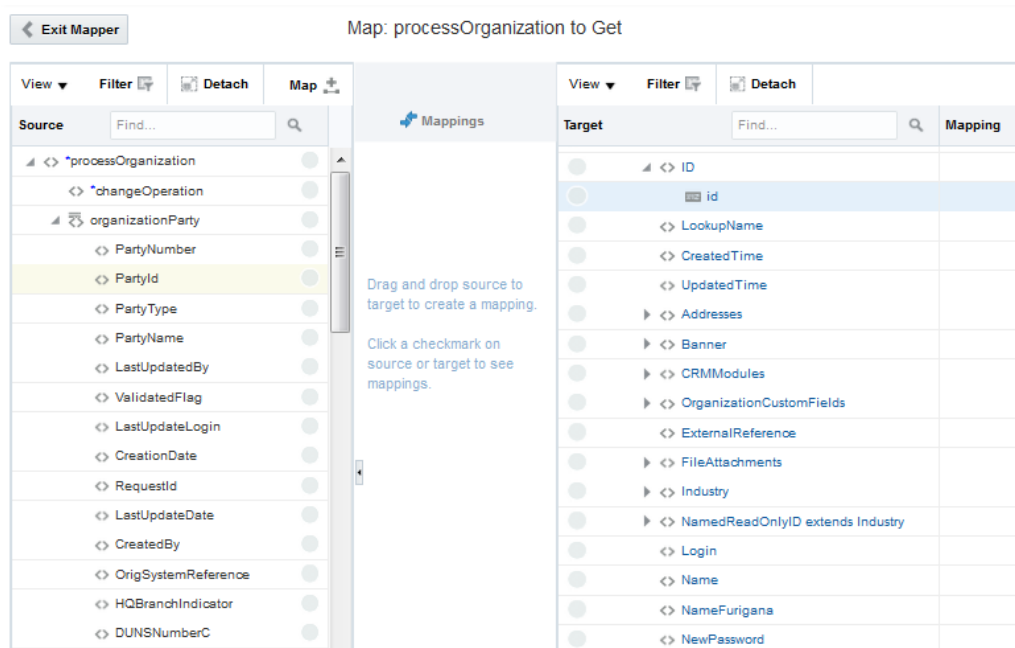 Exit Mapper
Map: processOrganization to Get
View Filter Detach Map
View Filter Detach
Source Find...
Mappings
Target Find... Mapping
*processOrganization
*changeOperation
organizationParty
PartyNumber
PartyId
PartyType
PartyName
LastUpdatedBy
ValidatedFlag
LastUpdateLogin
CreationDate
RequestId
LastUpdateDate
CreatedBy
OrigSystemReference
HQBranchIndicator
DUNSNumberC
Drag and drop source to
target to create a mapping.
Click a checkmark on
source or target to see
mappings.
ID
id
LookupName
CreatedTime
UpdatedTime
Addresses
Banner
CRMModules
OrganizationCustomFields
ExternalReference
FileAttachments
Industry
NamedReadOnlyID extends Industry
Login
Name
NameFurigana
NewPassword